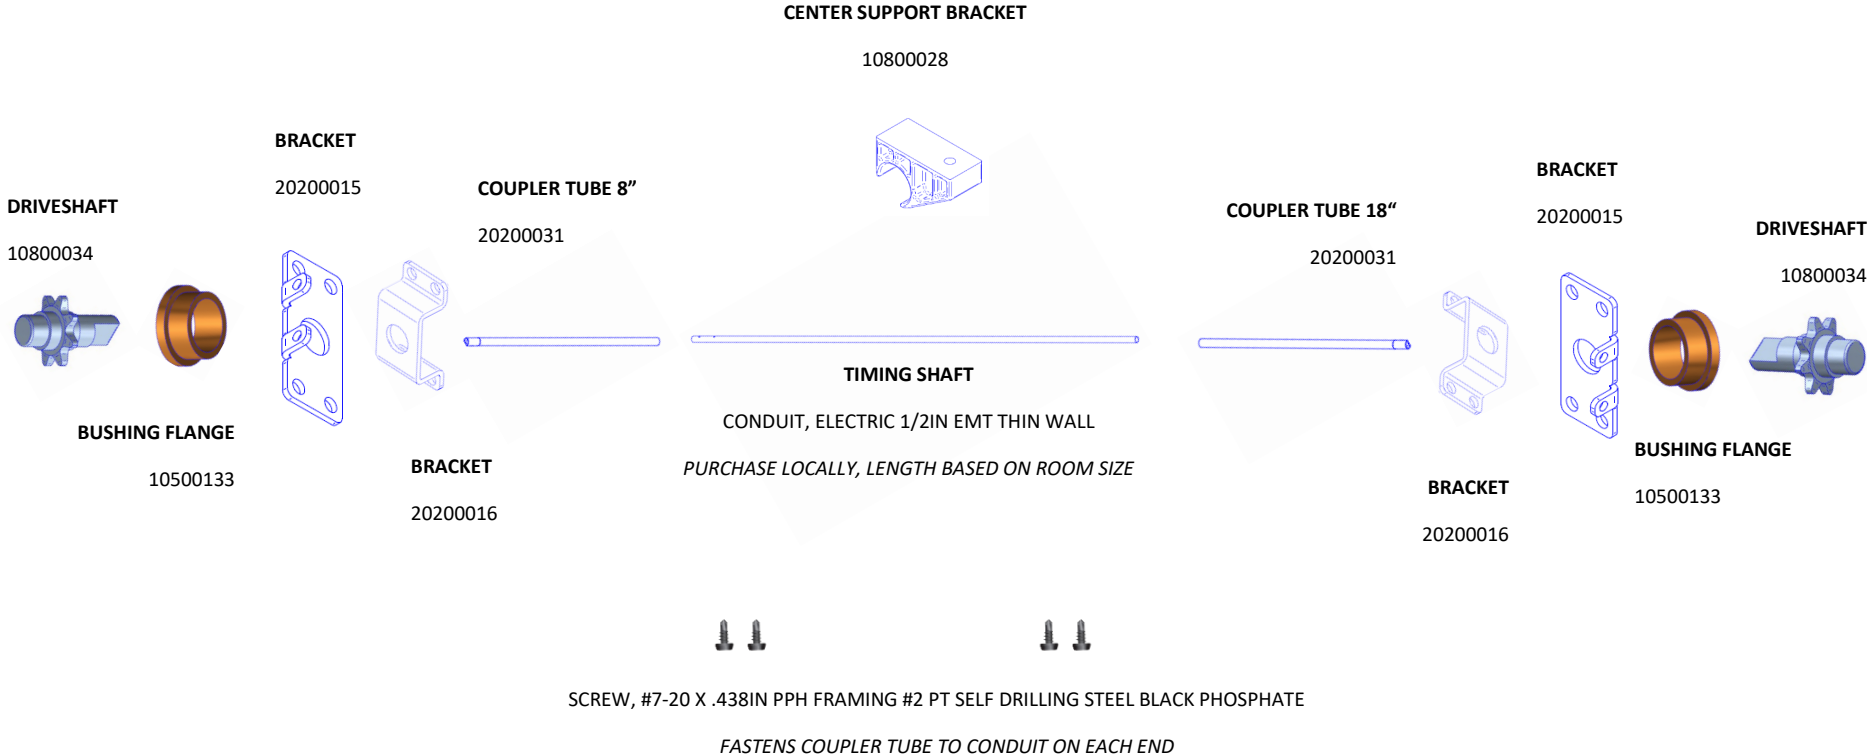 CENTER SUPPORT BRACKET
10800028
BRACKET
20200015
COUPLER TUBE 8”
20200031
DRIVESHAFT
10800034
BUSHING FLANGE
10500133
BRACKET
20200016
TIMING SHAFT
CONDUIT, ELECTRIC 1/2IN EMT THIN WALL
PURCHASE LOCALLY, LENGTH BASED ON ROOM SIZE
COUPLER TUBE 18“
20200031
BRACKET
20200015
DRIVESHAFT
10800034
BUSHING FLANGE
10500133
BRACKET
20200016
SCREW, #7-20 X .438IN PPH FRAMING #2 PT SELF DRILLING STEEL BLACK PHOSPHATE
FASTENS COUPLER TUBE TO CONDUIT ON EACH END